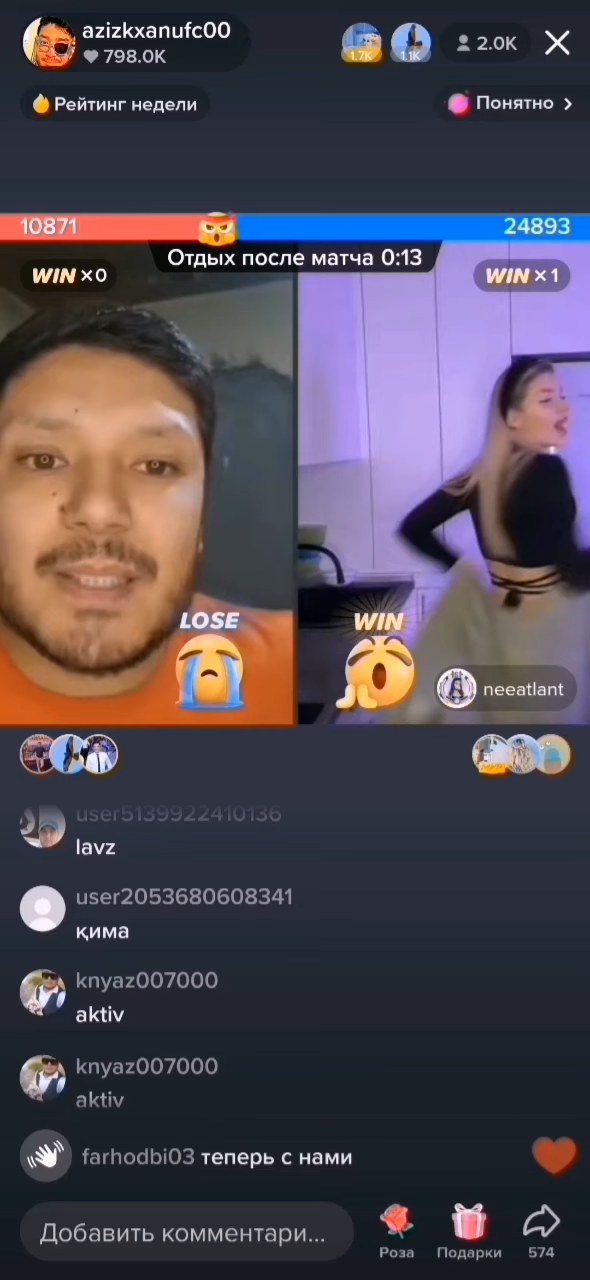 azizkxanufc00
798.0K
1.7K
1.1K
2.0K
Рейтинг недели
Понятно
10871
24893
Отдых после матча 0:13
WIN ×0
WIN ×1
LOSE
WIN
neeatlant
user5139922410136
lavz
user2053680608341
қима
knyaz007000
aktiv
knyaz007000
aktiv
farhodbi03 теперь с нами
Добавить комментари...
Роза
Подарки
574